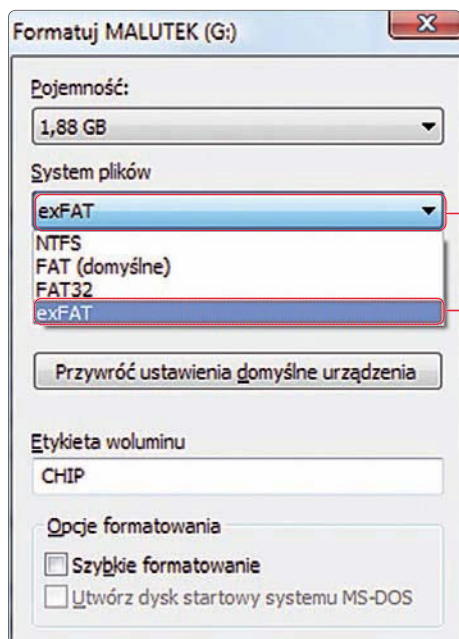 Formatuj MALUTEK (G:)
Pojemność:
1,88 GB
System plików
exFAT
NTFS
FAT (domyślne)
FAT32
exFAT
Przywróć ustawienia domyślne urządzenia
Etykieta woluminu
CHIP
Opcje formatowania
Szybkie formatowanie
Utwórz dysk startowy systemu MS-DOS